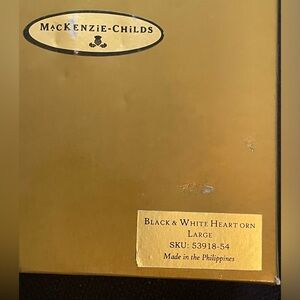 MACKENZIE-CHILDS
BLACK & WHITE HEART ORN
LARGE
SKU: 53918-54
Made in the Philippines